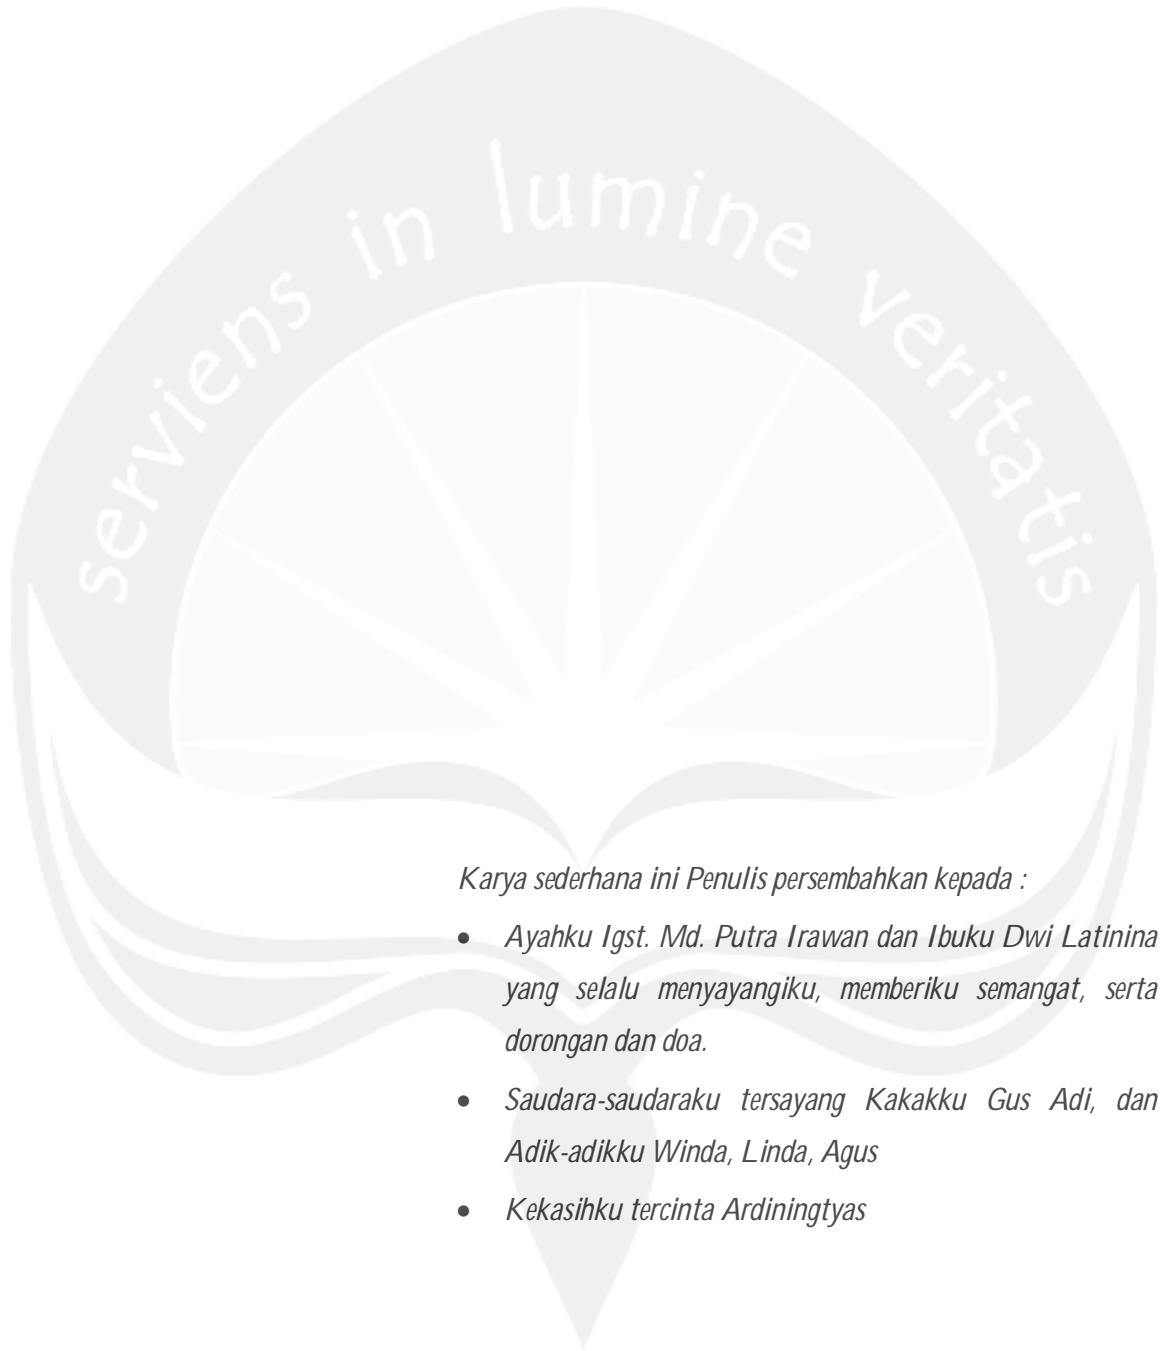 serviens in lumine veritatis
Karya sederhana ini Penulis persembahkan kepada :
• Ayahku Igst. Md. Putra Irawan dan Ibuku Dwi Latinina
yang selalu menyayangiku, memberiku semangat, serta
dorongan dan doa.
• Saudara-saudaraku tersayang Kakakku Gus Adi, dan
Adik-adikku Winda, Linda, Agus
• Kekasihku tercinta Ardiningtyas